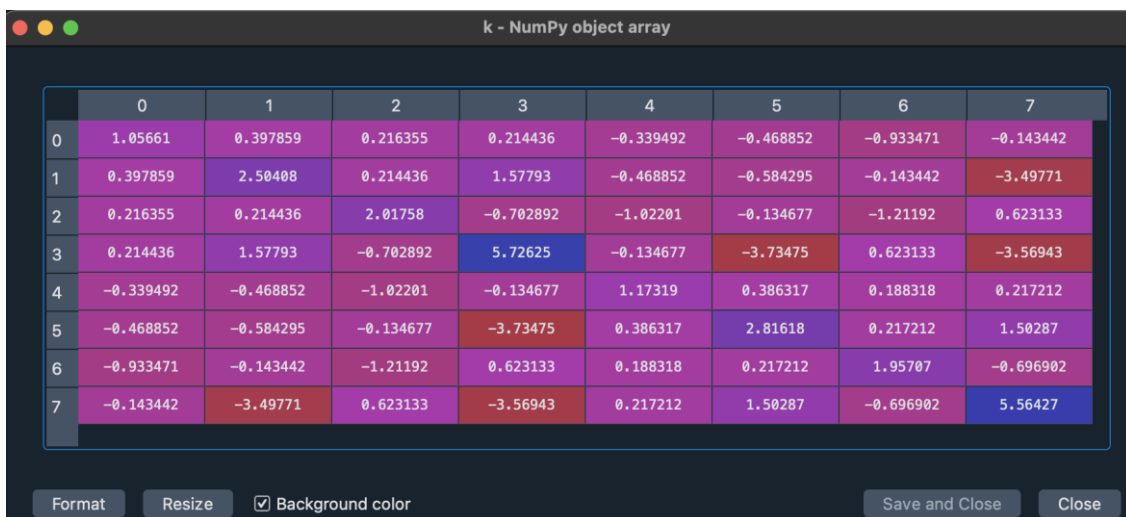 k - NumPy object array
0 1 2 3 4 5 6 7
0 1.05661 0.397859 0.216355 0.214436 -0.339492 -0.468852 -0.933471 -0.143442
1 0.397859 2.50408 0.214436 1.57793 -0.468852 -0.584295 -0.143442 -3.49771
2 0.216355 0.214436 2.01758 -0.702892 -1.02201 -0.134677 -1.21192 0.623133
3 0.214436 1.57793 -0.702892 5.72625 -0.134677 -3.73475 0.623133 -3.56943
4 -0.339492 -0.468852 -1.02201 -0.134677 1.17319 0.386317 0.188318 0.217212
5 -0.468852 -0.584295 -0.134677 -3.73475 0.386317 2.81618 0.217212 1.50287
6 -0.933471 -0.143442 -1.21192 0.623133 0.188318 0.217212 1.95707 -0.696902
7 -0.143442 -3.49771 0.623133 -3.56943 0.217212 1.50287 -0.696902 5.56427
Format Resize Background color Save and Close Close